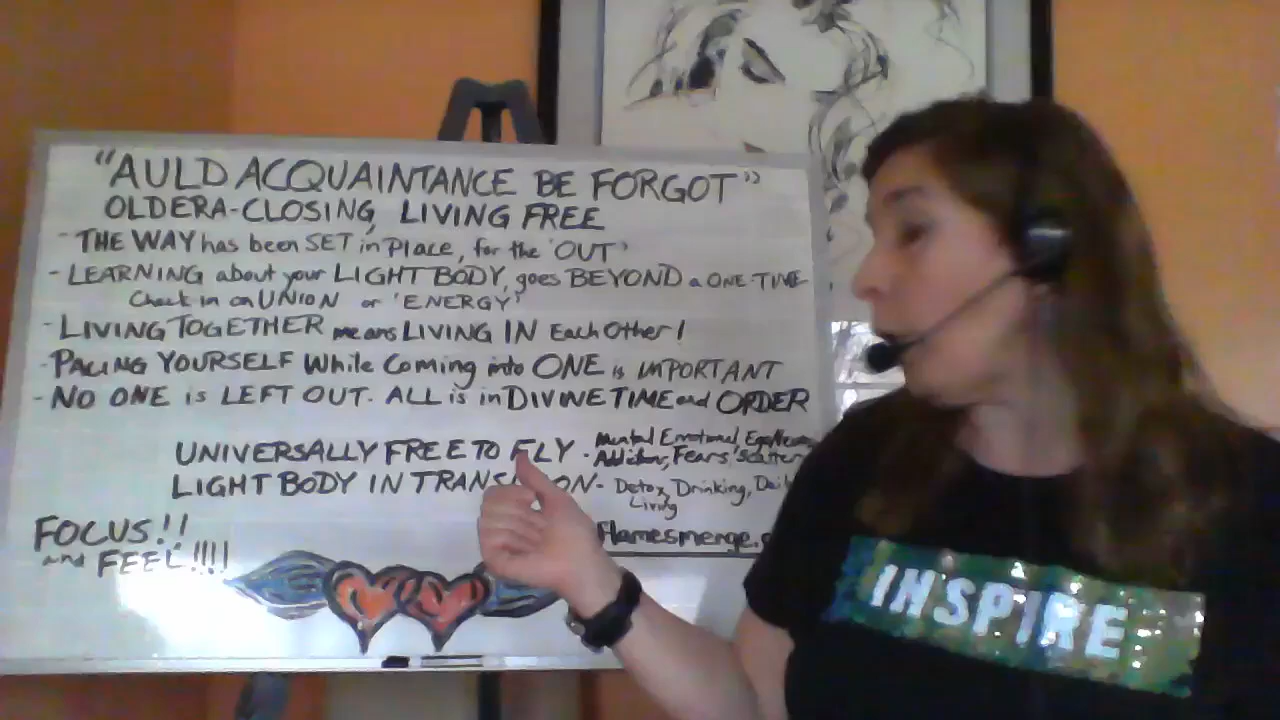 "AULD ACQUAINTANCE BE FORGOT"
OLDERA-CLOSING, LIVING FREE
- THE WAY has been SET in Place, for the 'OUT'
- LEARNING about your LIGHT BODY, goes BEYOND a ONE-TIME
Check in on UNION or 'ENERGY'
- LIVING TOGETHER means LIVING IN Each Other!
- PACING YOURSELF While Coming into ONE is IMPORTANT
- NO ONE is LEFT OUT. ALL is in DIVINE TIME and ORDER
UNIVERSALLY FREE TO FLY - Mental Emotional,
Addiction, Fears
LIGHT BODY IN - Detox, Drinking,
Living
FOCUS!!
and FEEL!!!!
flamesmerge.
INSPIRE